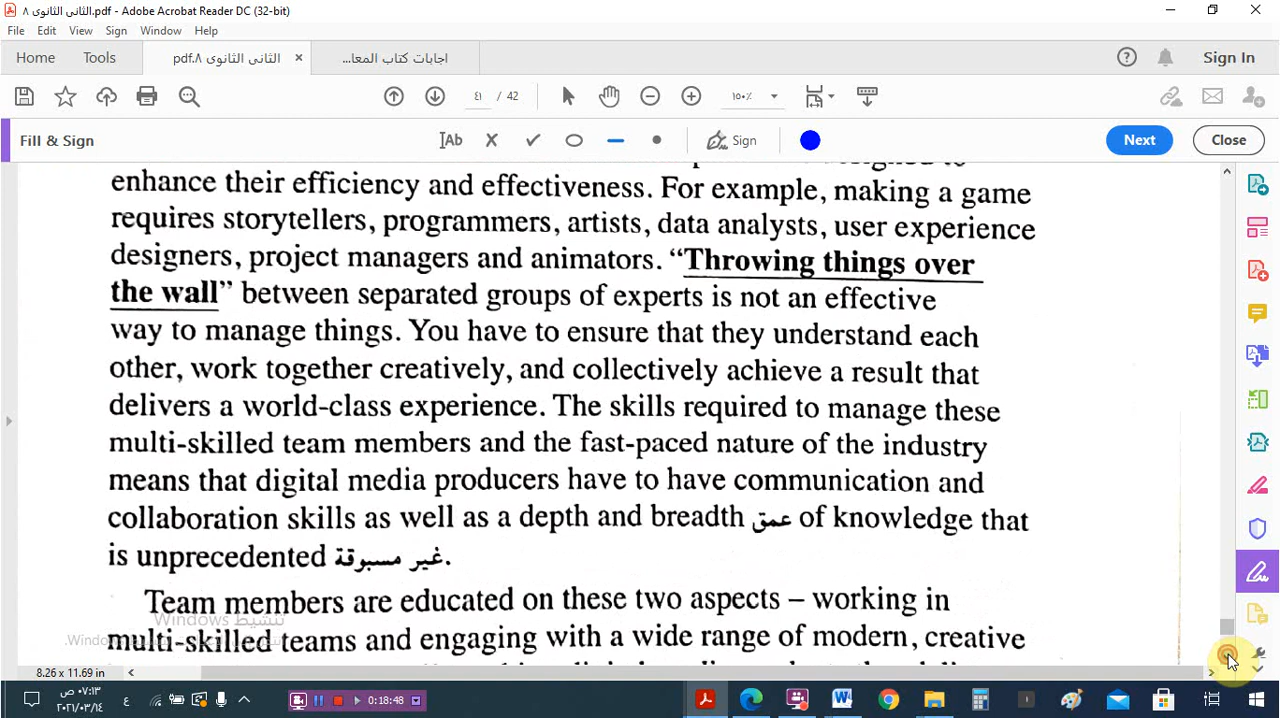 الثانى الثانوى ٨.pdf - Adobe Acrobat Reader DC (32-bit)
File Edit View Sign Window Help
Home Tools الثانى الثانوى ٨.pdf × اجابات كتاب المعا...
Sign In
٤١ / 42 ١٥٠٪
Fill & Sign Ab Sign Next Close
enhance their efficiency and effectiveness. For example, making a game
requires storytellers, programmers, artists, data analysts, user experience
designers, project managers and animators. “Throwing things over
the wall” between separated groups of experts is not an effective
way to manage things. You have to ensure that they understand each
other, work together creatively, and collectively achieve a result that
delivers a world-class experience. The skills required to manage these
multi-skilled team members and the fast-paced nature of the industry
means that digital media producers have to have communication and
collaboration skills as well as a depth and breadth عمق of knowledge that
is unprecedented غير مسبوقة.
Team members are educated on these two aspects – working in
تنشيط Windows
multi-skilled teams and engaging with a wide range of modern, creative
8.26 x 11.69 in
0:18:48
ع
٠٧:١٣ ص
٢٠٢١/٠٣/١٤